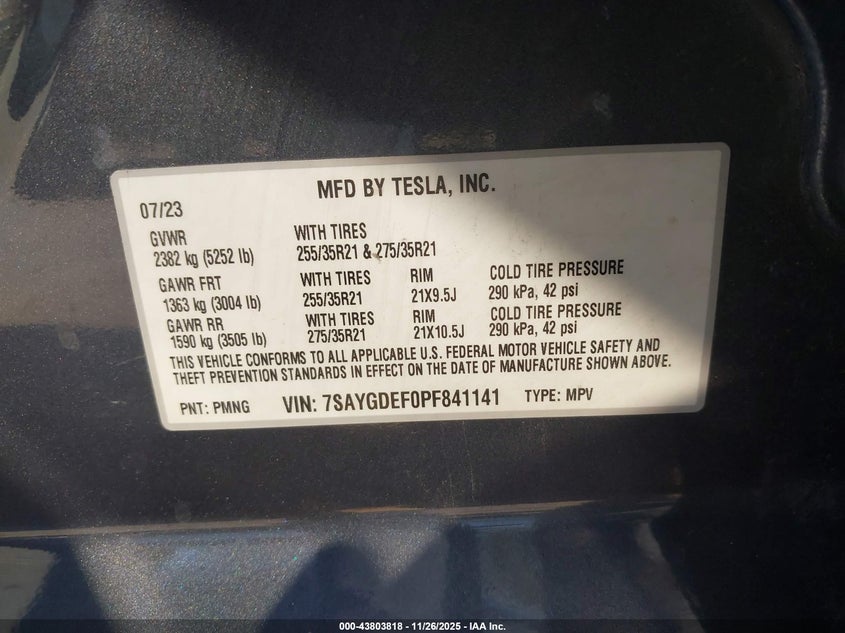 MFD BY TESLA, INC.
07/23
GVWR WITH TIRES
2382 kg (5252 lb) 255/35R21 & 275/35R21
GAWR FRT WITH TIRES RIM COLD TIRE PRESSURE
1363 kg (3004 lb) 255/35R21 21X9.5J 290 kPa, 42 psi
GAWR RR WITH TIRES RIM COLD TIRE PRESSURE
1590 kg (3505 lb) 275/35R21 21X10.5J 290 kPa, 42 psi
THIS VEHICLE CONFORMS TO ALL APPLICABLE U.S. FEDERAL MOTOR VEHICLE SAFETY AND
THEFT PREVENTION STANDARDS IN EFFECT ON THE DATE OF MANUFACTURE SHOWN ABOVE.
PNT: PMNG VIN: 7SAYGDEF0PF841141 TYPE: MPV
000-43803818 - 11/26/2025 - IAA Inc.